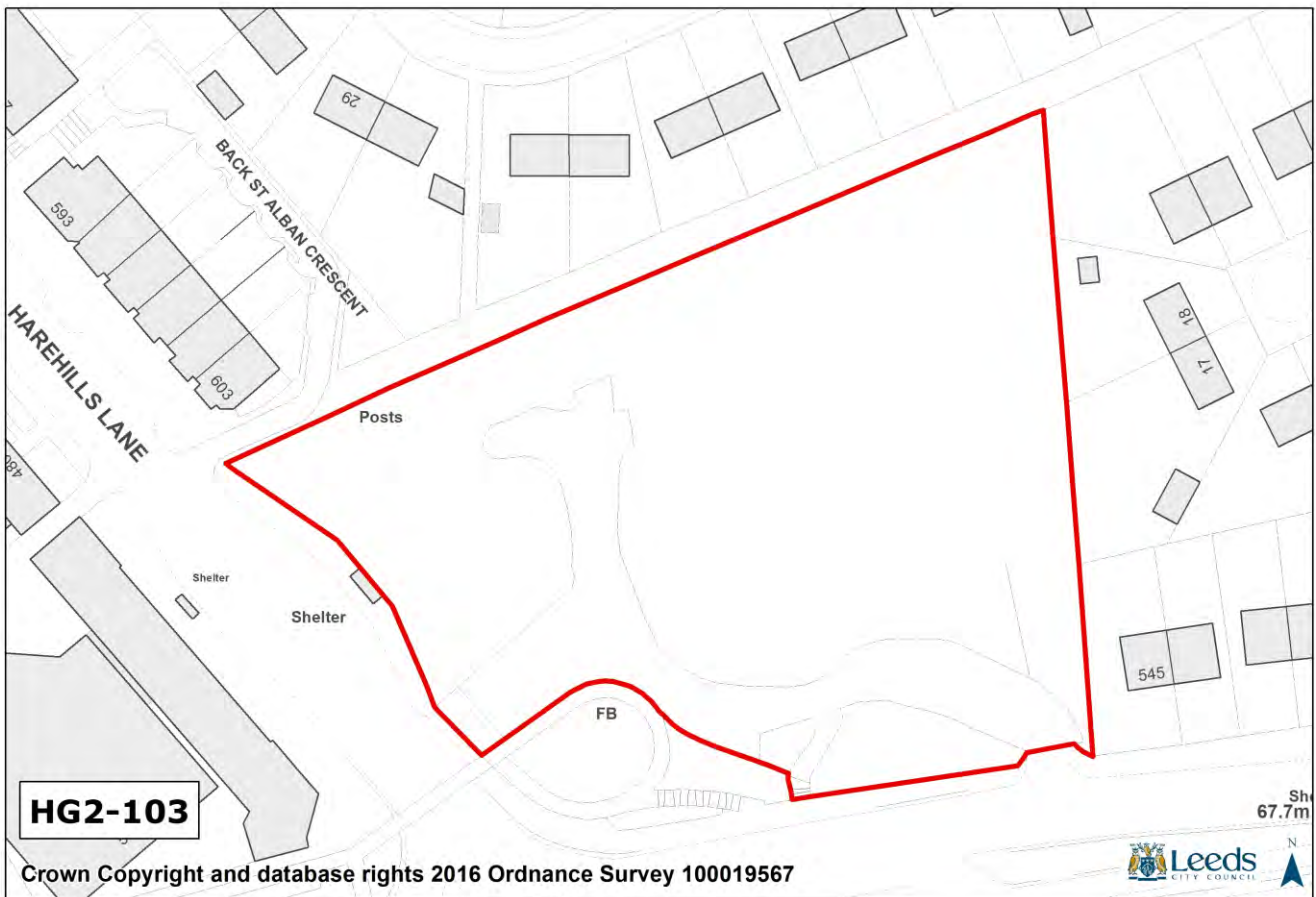 29
BACK ST ALBAN CRESCENT
593
HAREHILLS LANE
603
Posts
18
17
Shelter
Shelter
545
FB
HG2-103
67.7m
Crown Copyright and database rights 2016 Ordnance Survey 100019567
Leeds
CITY COUNCIL
N